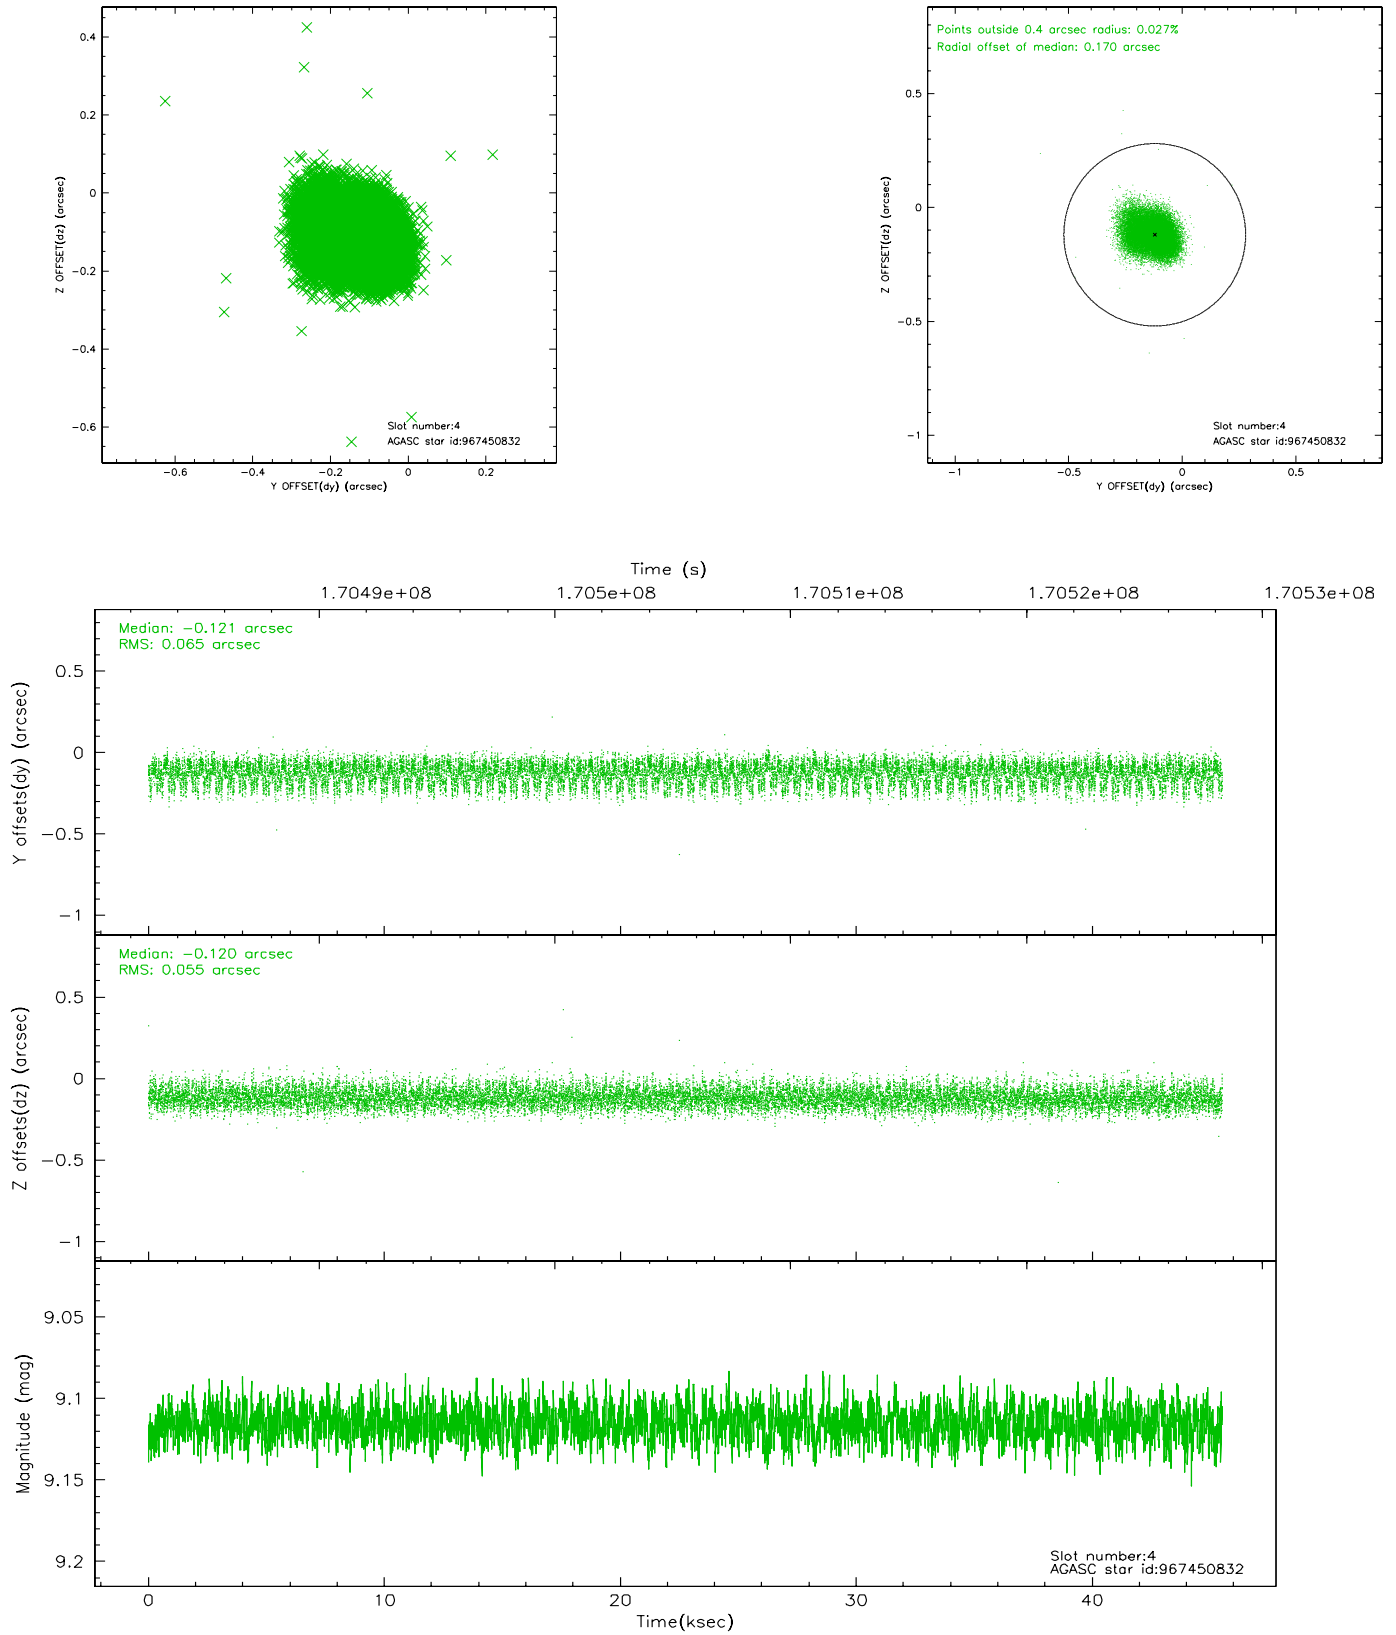 0.4
0.2
0
-0.2
-0.4
-0.6
Z OFFSET(dz) (arcsec)
Slot number:4
AGASC star id:967450832
-0.6 -0.4 -0.2 0 0.2
Y OFFSET(dy) (arcsec)
Points outside 0.4 arcsec radius: 0.027%
Radial offset of median: 0.170 arcsec
0.5
0
-0.5
-1
Z OFFSET(dz) (arcsec)
Slot number:4
AGASC star id:967450832
-1 -0.5 0 0.5
Y OFFSET(dy) (arcsec)
Time (s)
1.7049e+08 1.705e+08 1.7051e+08 1.7052e+08 1.7053e+08
Median: -0.121 arcsec
RMS: 0.065 arcsec
0.5
0
-0.5
-1
Y offsets(dy) (arcsec)
Median: -0.120 arcsec
RMS: 0.055 arcsec
0.5
0
-0.5
-1
Z offsets(dz) (arcsec)
9.05
9.1
9.15
9.2
Magnitude (mag)
Slot number:4
AGASC star id:967450832
0 10 20 30 40
Time(ksec)